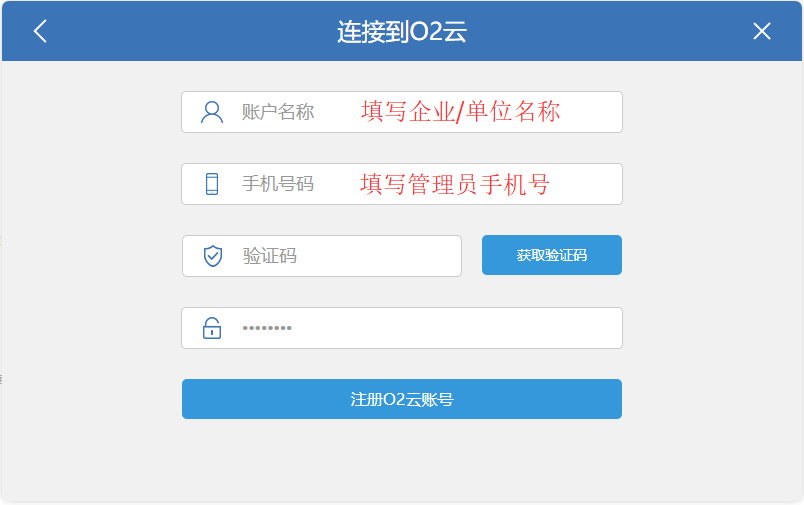 连接到O2云
账户名称 填写企业/单位名称
手机号码 填写管理员手机号
验证码 获取验证码
••••••••
注册O2云账号